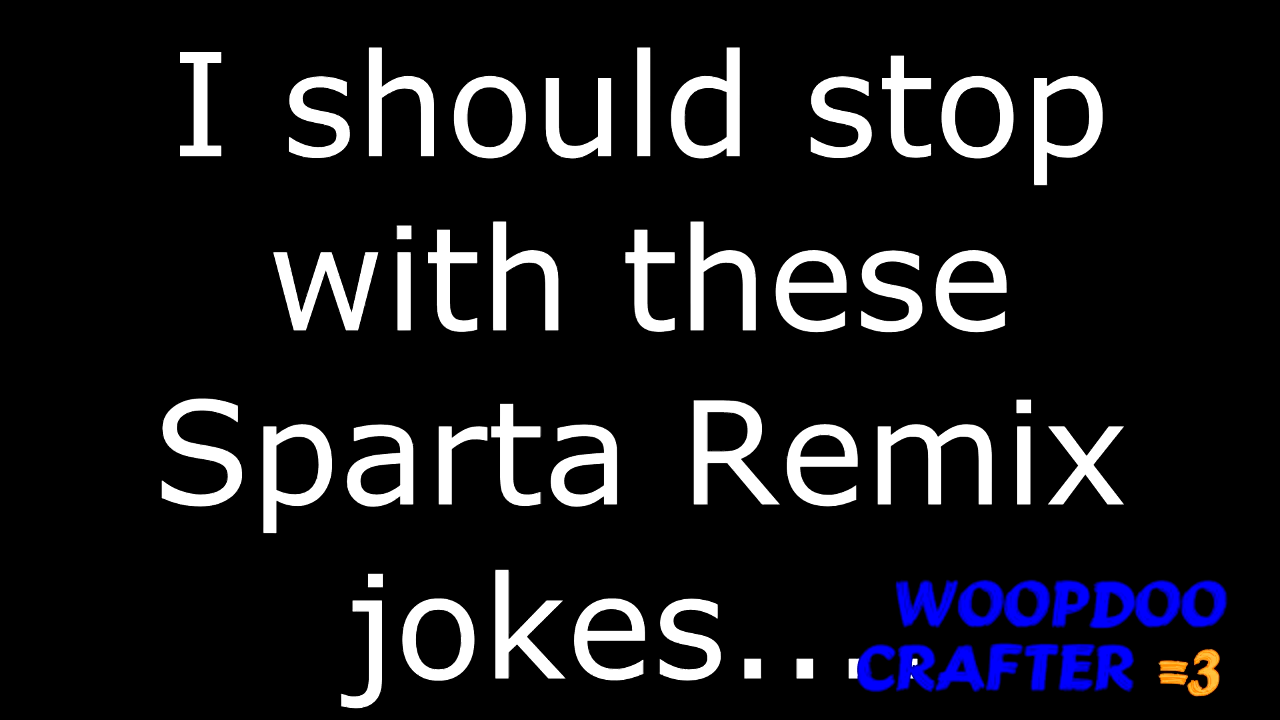 I should stop
with these
Sparta Remix
jokes....
WOOPDOO
CRAFTER =3